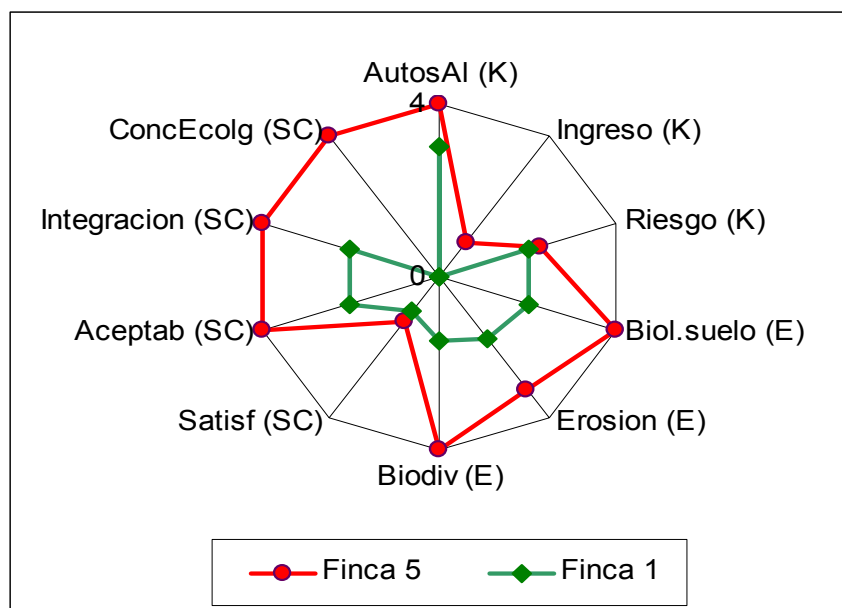 AutosAI (K)
4
ConcEcolg (SC)
Ingreso (K)
Integracion (SC)
Riesgo (K)
0
Aceptab (SC)
Biol.suelo (E)
Satisf (SC)
Erosion (E)
Biodiv (E)
Finca 5
Finca 1